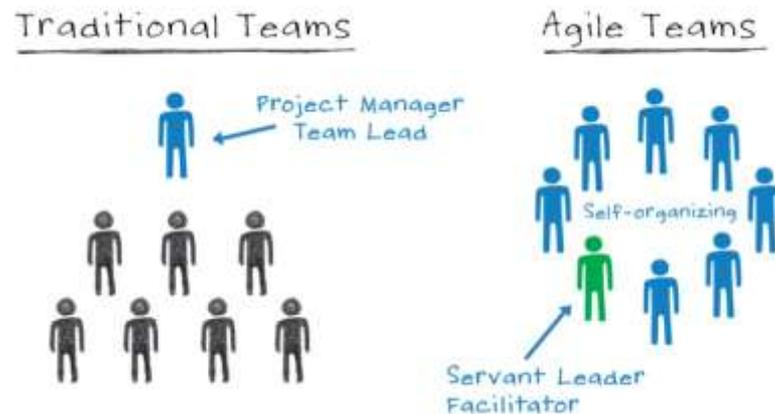 Traditional Teams
Project Manager
Team Lead
Agile Teams
Self-organizing
Servant Leader
Facilitator